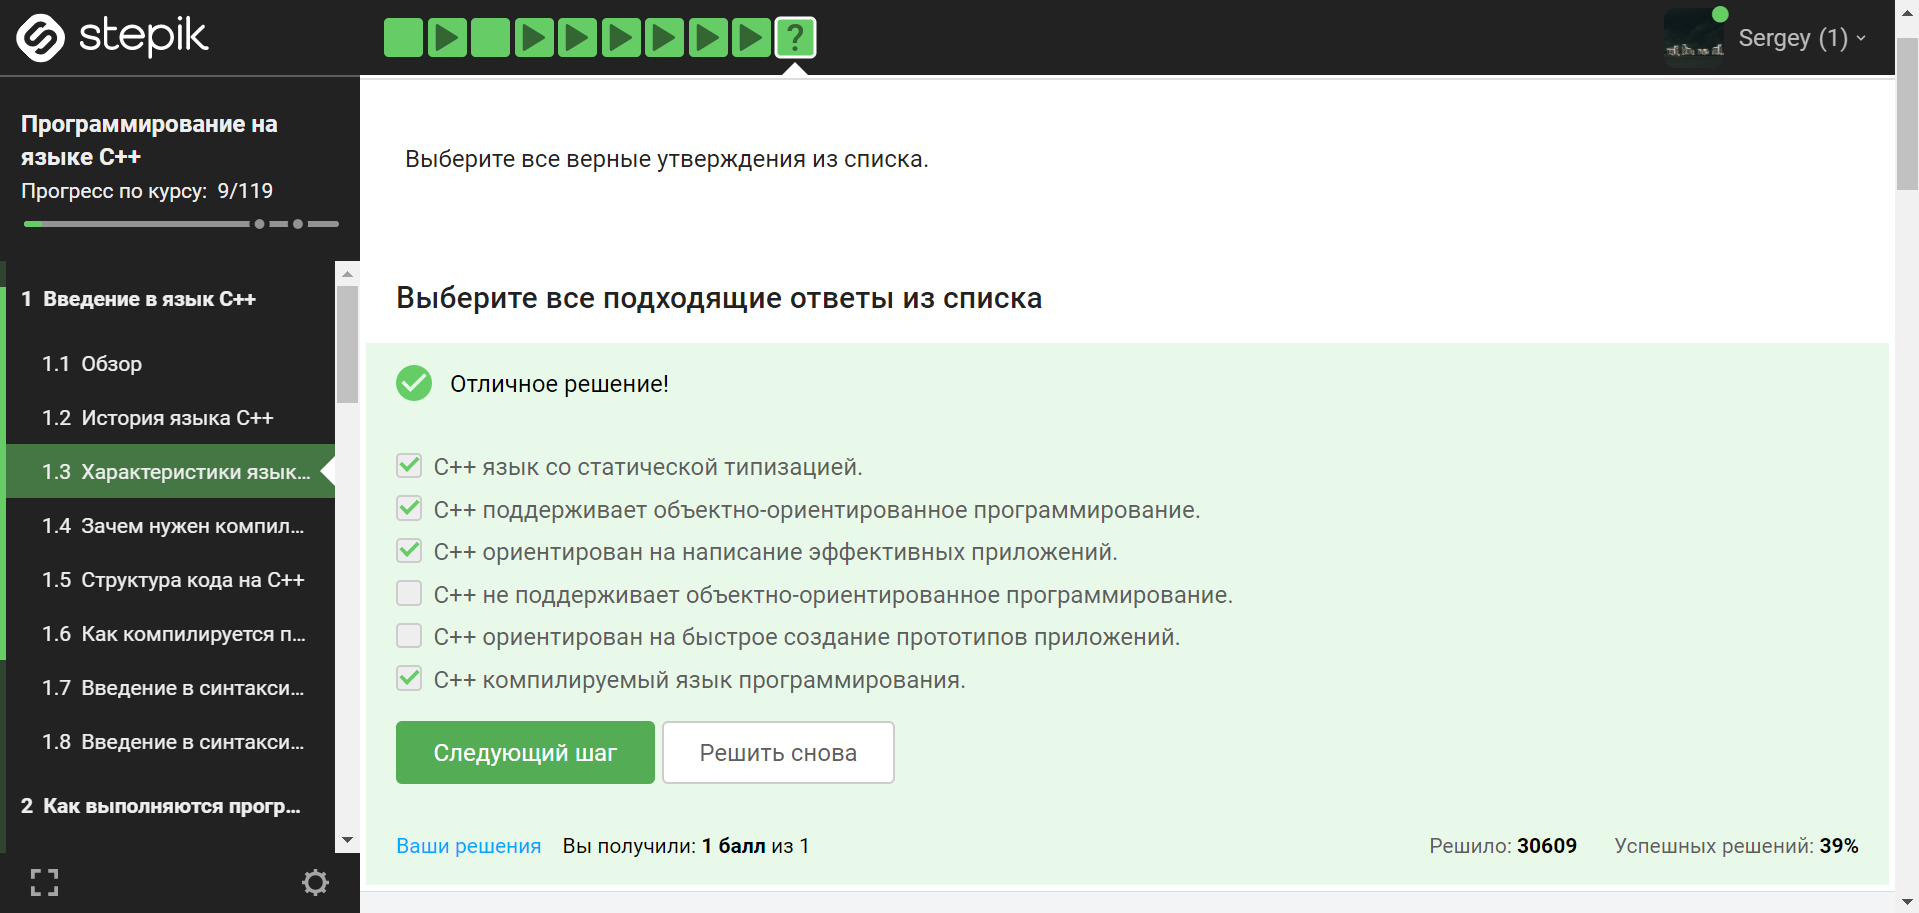 stepik
?
Sergey (1)
Программирование на
языке C++
Прогресс по курсу: 9/119
1 Введение в язык C++
1.1 Обзор
1.2 История языка C++
1.3 Характеристики язык...
1.4 Зачем нужен компил...
1.5 Структура кода на C++
1.6 Как компилируется п...
1.7 Введение в синтакси...
1.8 Введение в синтакси...
2 Как выполняются прогр...
Выберите все верные утверждения из списка.
Выберите все подходящие ответы из списка
Отличное решение!
C++ язык со статической типизацией.
C++ поддерживает объектно-ориентированное программирование.
C++ ориентирован на написание эффективных приложений.
C++ не поддерживает объектно-ориентированное программирование.
C++ ориентирован на быстрое создание прототипов приложений.
C++ компилируемый язык программирования.
Следующий шаг Решить снова
Ваши решения Вы получили: 1 балл из 1 Решило: 30609 Успешных решений: 39%